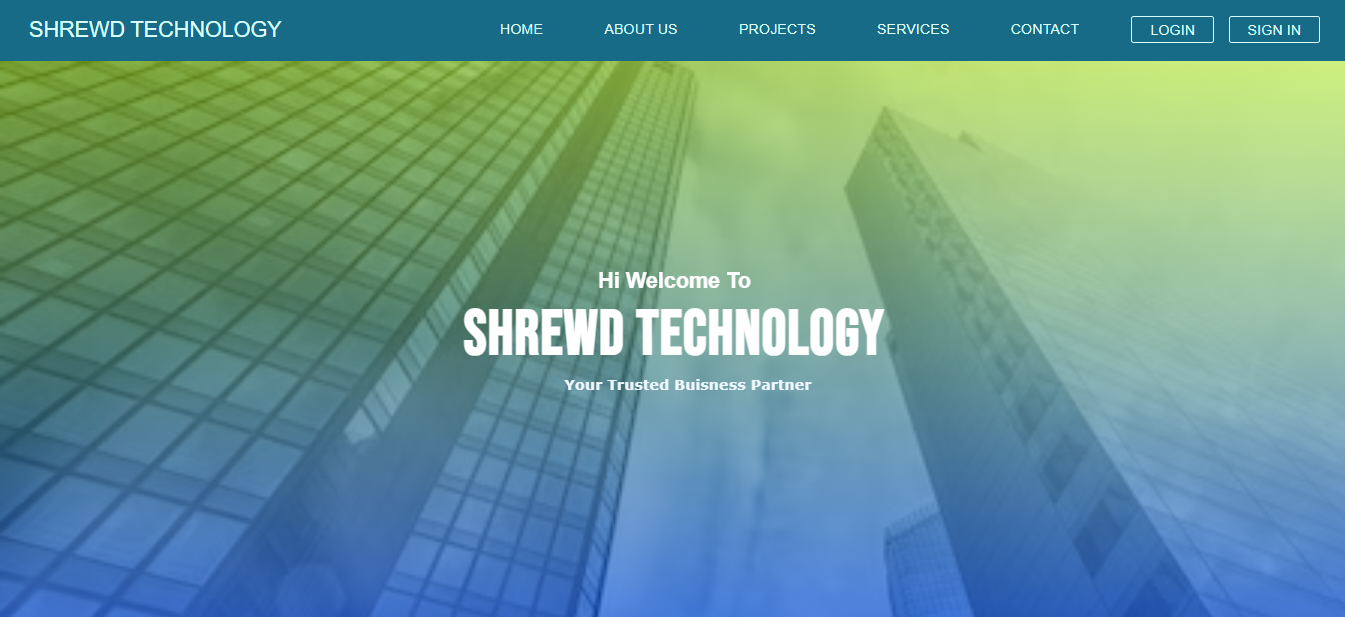 SHREWD TECHNOLOGY HOME ABOUT US PROJECTS SERVICES CONTACT LOGIN SIGN IN
Hi Welcome To
SHREWD TECHNOLOGY
Your Trusted Buisness Partner